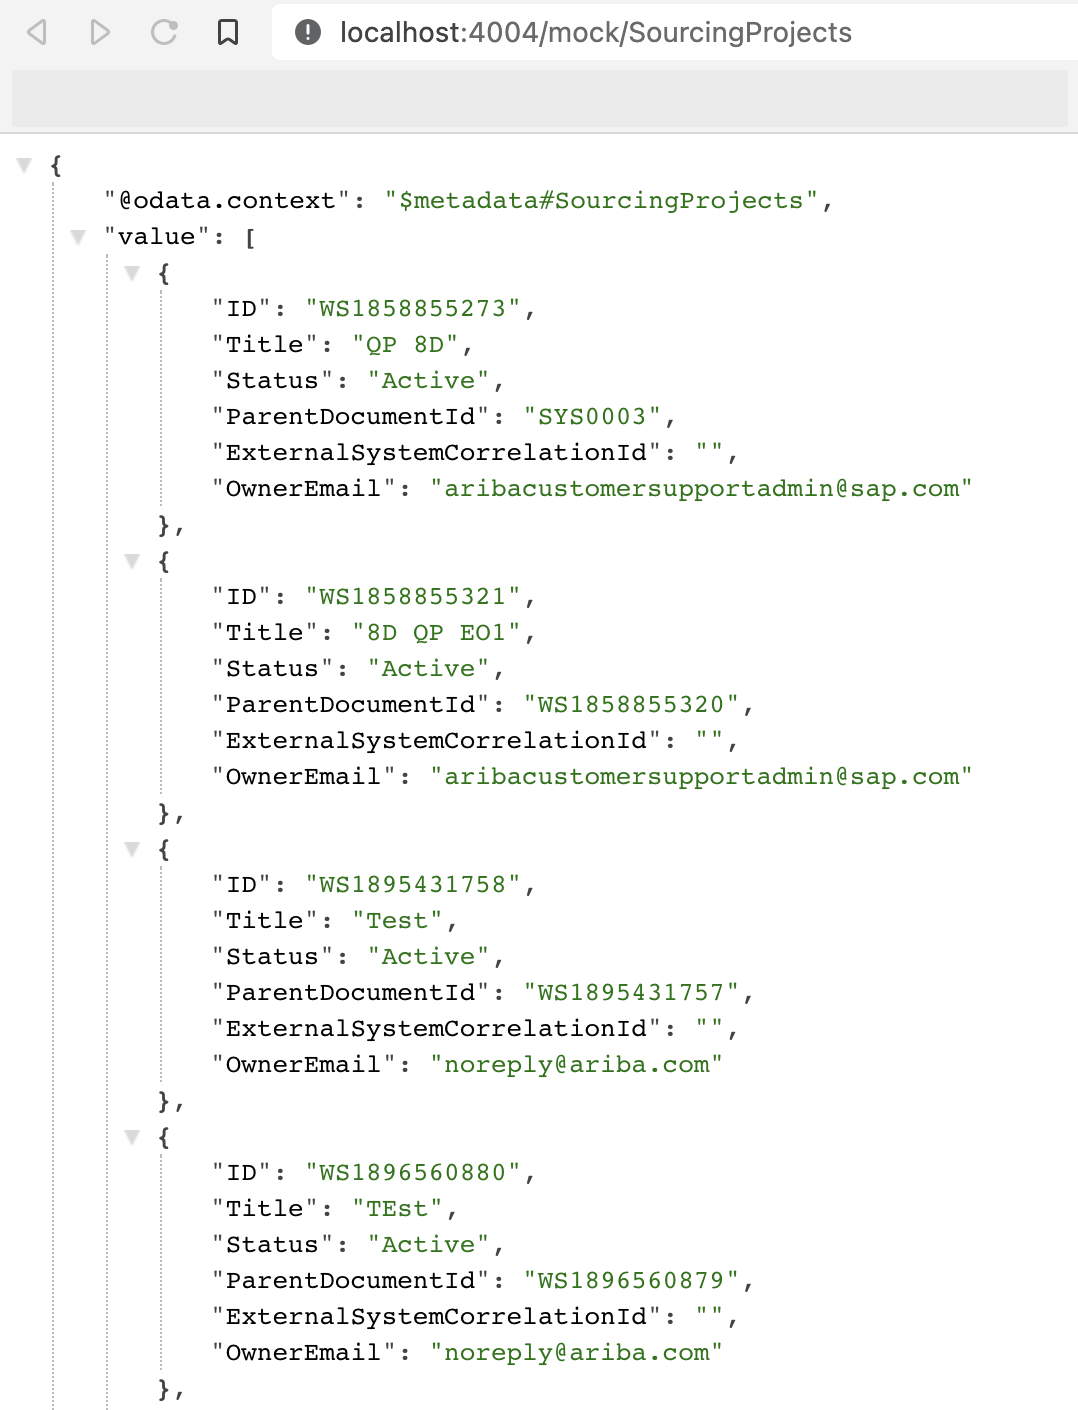 localhost:4004/mock/SourcingProjects
{
"@odata.context": "$metadata#SourcingProjects",
"value": [
{
"ID": "WS1858855273",
"Title": "QP 8D",
"Status": "Active",
"ParentDocumentId": "SYS0003",
"ExternalSystemCorrelationId": "",
"OwnerEmail": "aribacustomersupportadmin@sap.com"
},
{
"ID": "WS1858855321",
"Title": "8D QP EO1",
"Status": "Active",
"ParentDocumentId": "WS1858855320",
"ExternalSystemCorrelationId": "",
"OwnerEmail": "aribacustomersupportadmin@sap.com"
},
{
"ID": "WS1895431758",
"Title": "Test",
"Status": "Active",
"ParentDocumentId": "WS1895431757",
"ExternalSystemCorrelationId": "",
"OwnerEmail": "noreply@ariba.com"
},
{
"ID": "WS1896560880",
"Title": "TEst",
"Status": "Active",
"ParentDocumentId": "WS1896560879",
"ExternalSystemCorrelationId": "",
"OwnerEmail": "noreply@ariba.com"
},